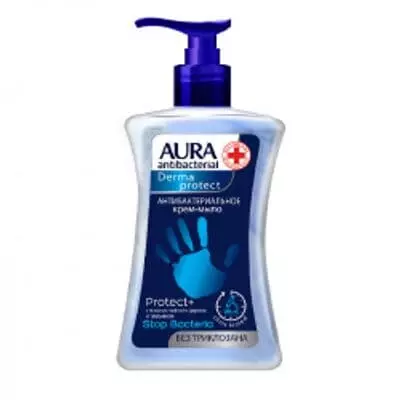 AURA
antibacterial
Derma
protect
АНТИБАКТЕРИАЛЬНОЕ
крем-мыло
Protect+
Stop Bacteria
БЕЗ ТРИКЛОЗАНА